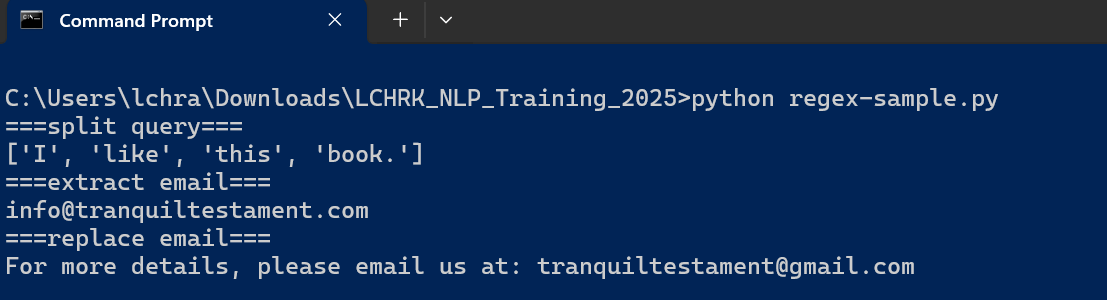 Command Prompt
C:\Users\lchra\Downloads\LCHRK_NLP_Training_2025>python regex-sample.py
===split query===
['I', 'like', 'this', 'book.']
===extract email===
info@tranquiltestament.com
===replace email===
For more details, please email us at: tranquiltestament@gmail.com